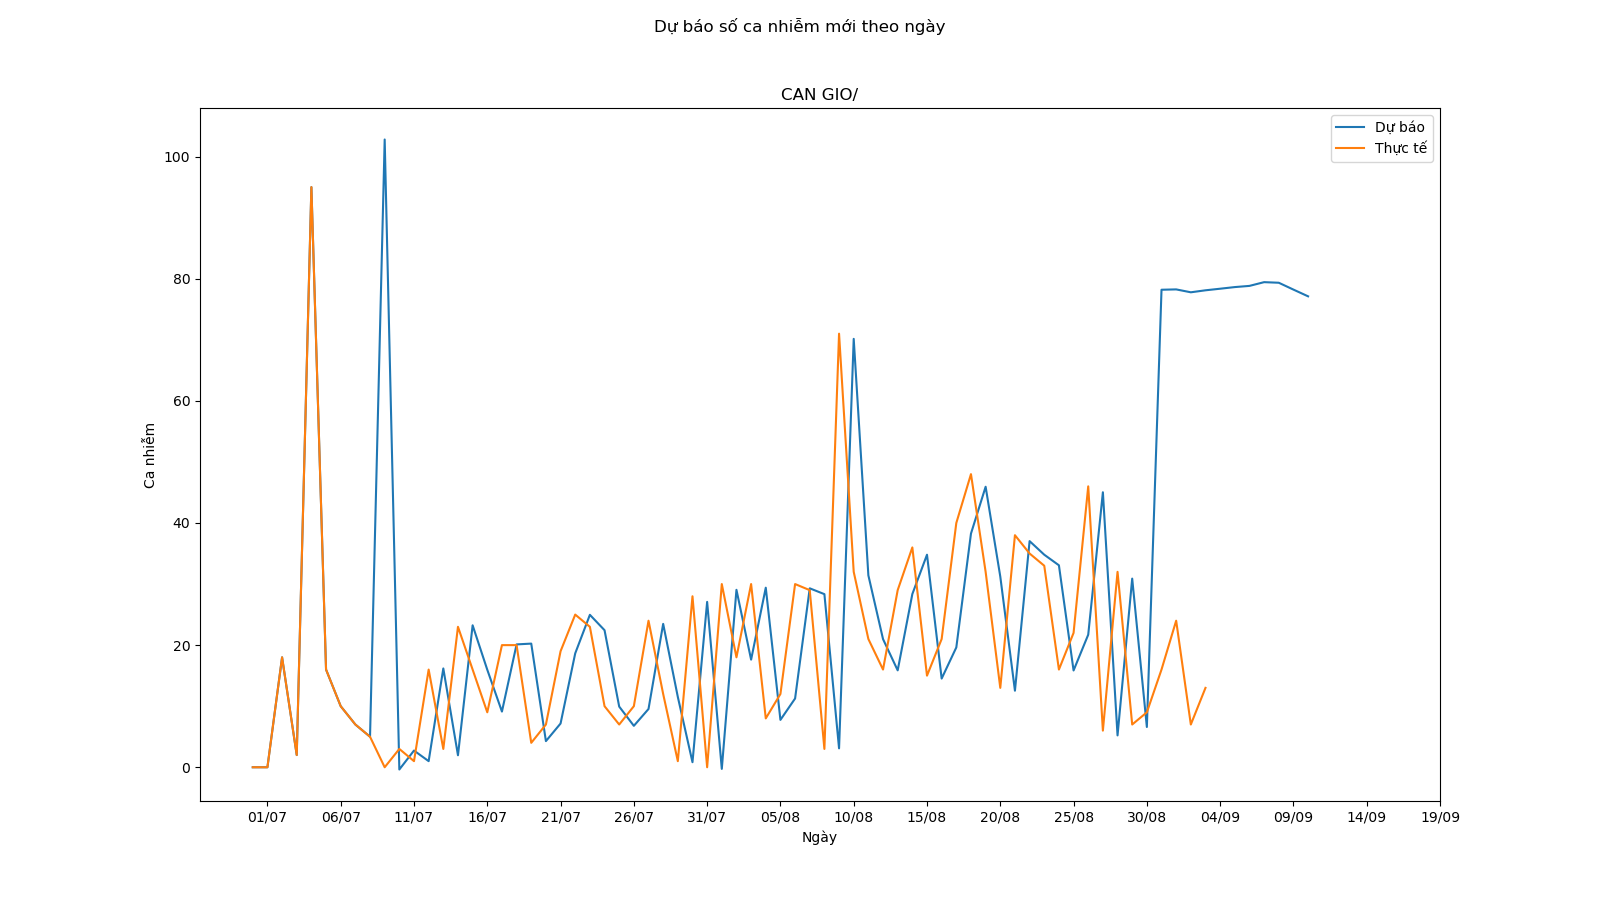 Dự báo số ca nhiễm mới theo ngày
CAN GIO/
Dự báo
Thực tế
100
80
60
40
20
0
Ca nhiễm
01/07 06/07 11/07 16/07 21/07 26/07 31/07 05/08 10/08 15/08 20/08 25/08 30/08 04/09 09/09 14/09 19/09
Ngày